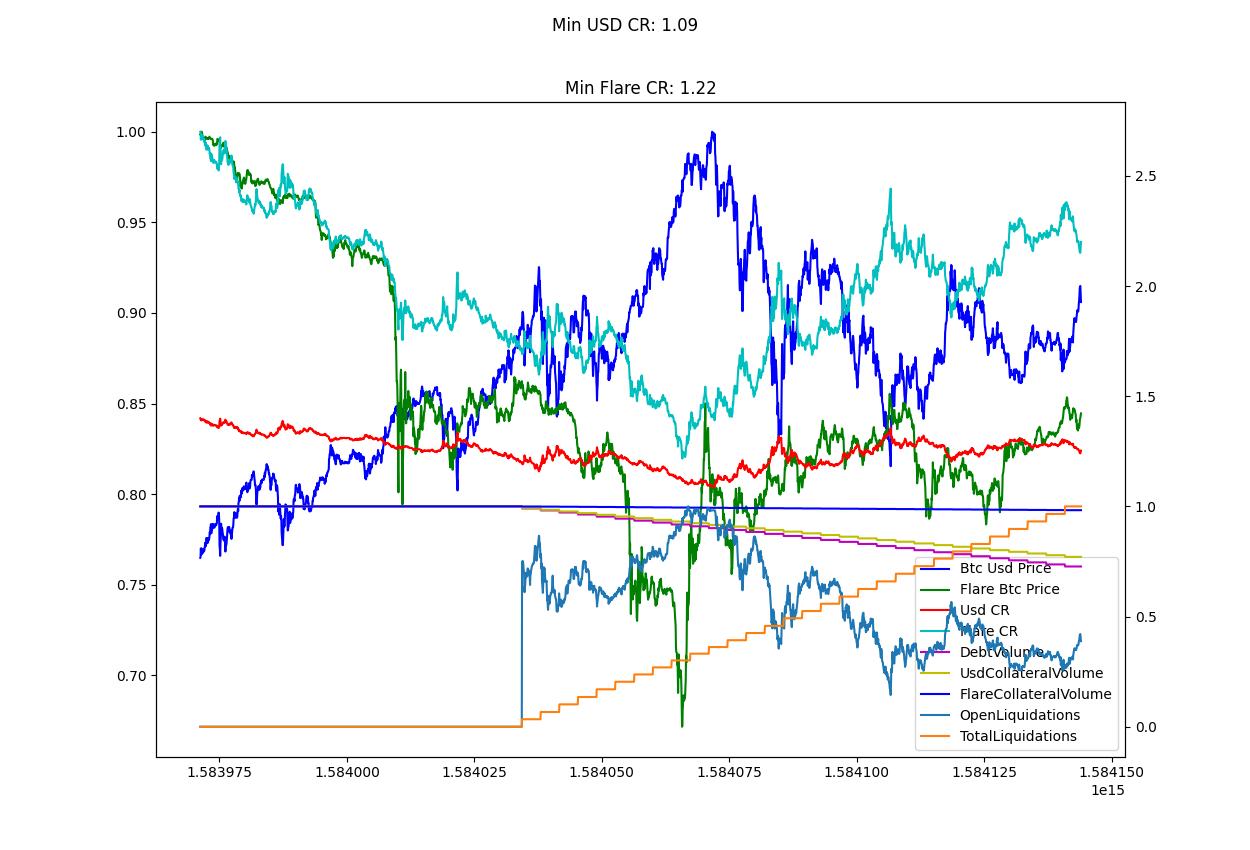 Min USD CR: 1.09
Min Flare CR: 1.22
1.00
0.95
0.90
0.85
0.80
0.75
0.70
2.5
2.0
1.5
1.0
0.5
0.0
Btc Usd Price
Flare Btc Price
Usd CR
Flare CR
DebtVolume
UsdCollateralVolume
FlareCollateralVolume
OpenLiquidations
TotalLiquidations
1.583975 1.584000 1.584025 1.584050 1.584075 1.584100 1.584125 1.584150
1e15